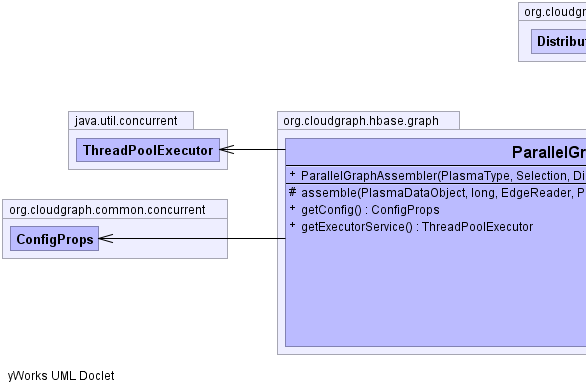 org.cloudgr
Distribut
java.util.concurrent
ThreadPoolExecutor
org.cloudgraph.hbase.graph
ParallelGr
+ ParallelGraphAssembler(PlasmaType, Selection, Di
# assemble(PlasmaDataObject, long, EdgeReader, P
+ getConfig() : ConfigProps
+ getExecutorService() : ThreadPoolExecutor
org.cloudgraph.common.concurrent
ConfigProps
yWorks UML Doclet